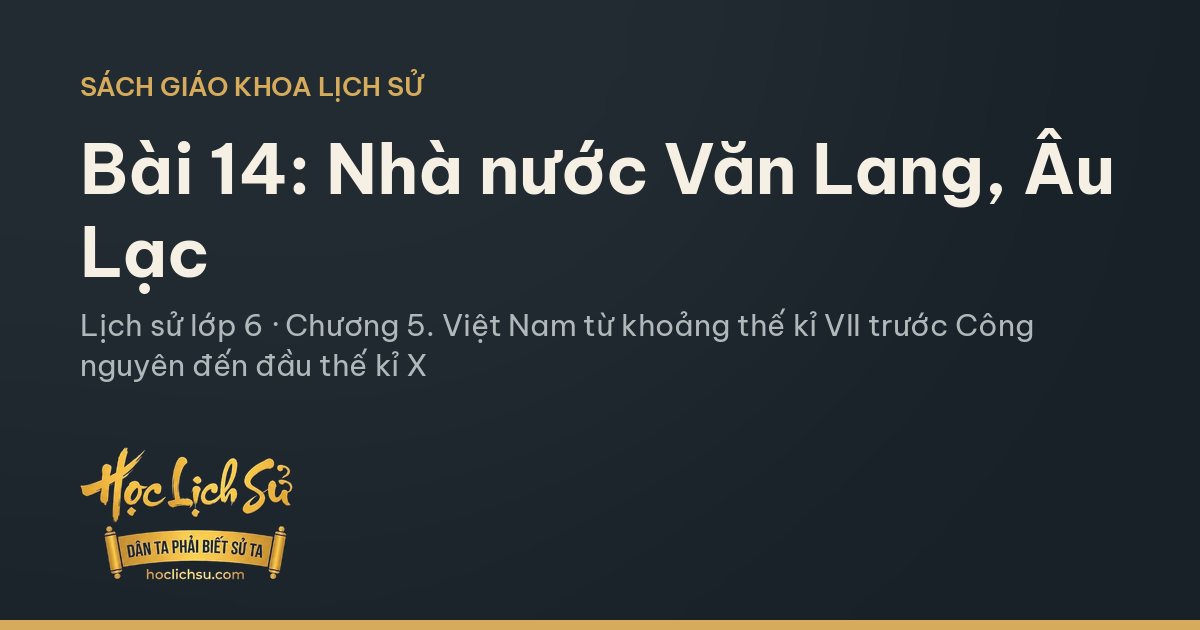 SÁCH GIÁO KHOA LỊCH SỬ
Bài 14: Nhà nước Văn Lang, Âu
Lạc
Lịch sử lớp 6 · Chương 5. Việt Nam từ khoảng thế kỉ VII trước Công
nguyên đến đầu thế kỉ X
Học Lịch Sử
DÂN TA PHẢI BIẾT SỬ TA
hoclichsu.com